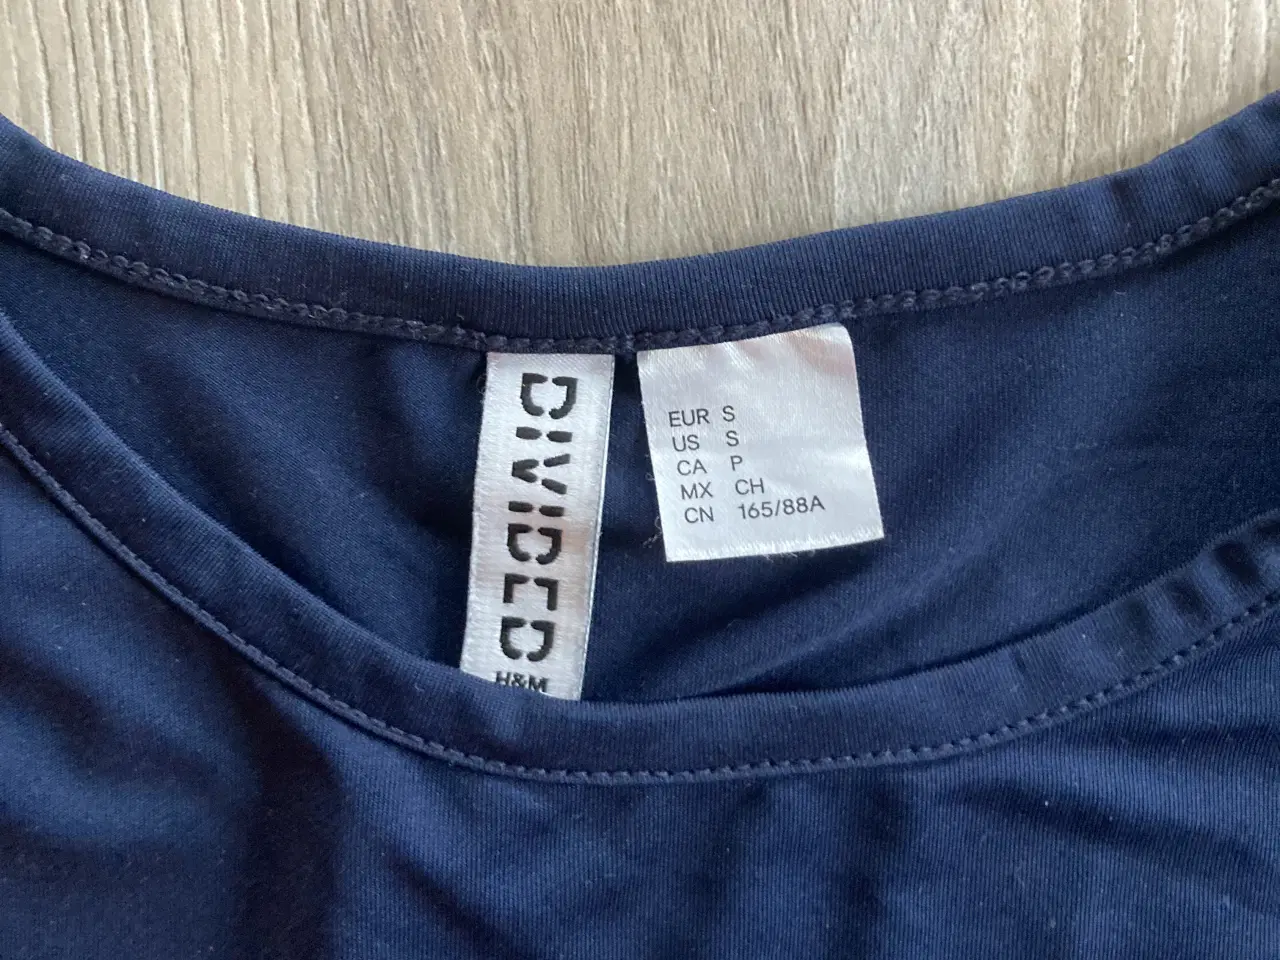 DIVIDED
H&M
EUR S
US S
CA P
MX CH
CN 165/88A